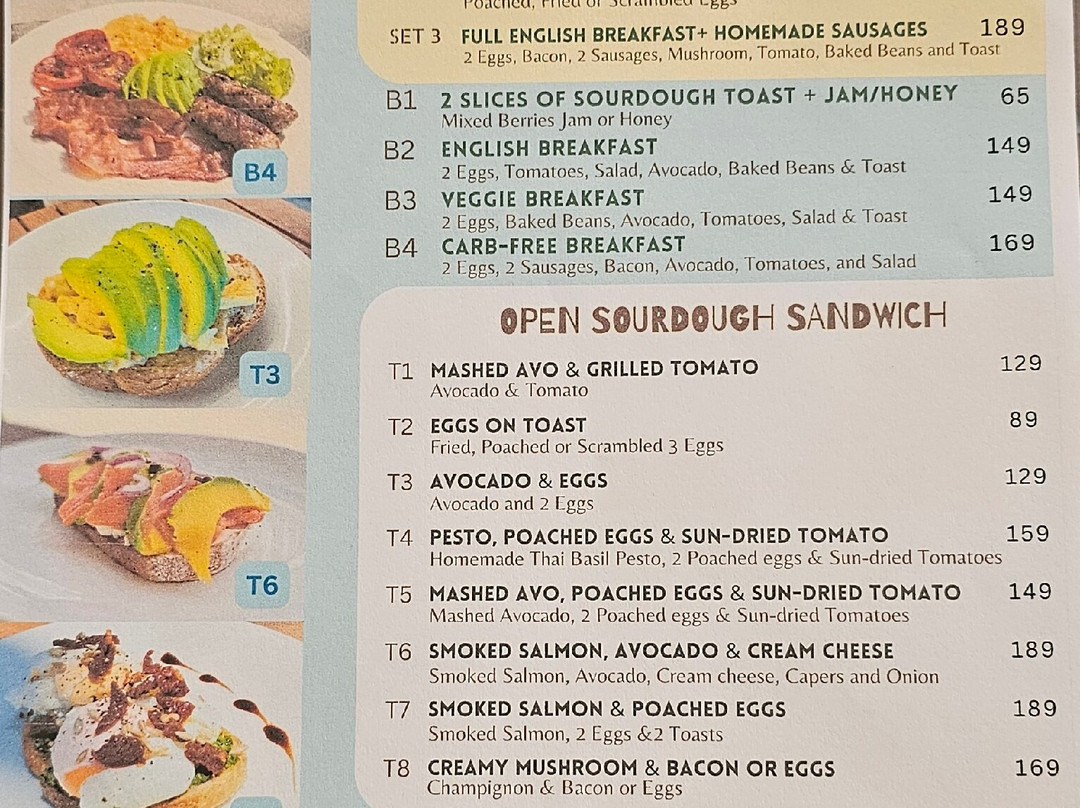 Poached, Fried or Scrambled Eggs
SET 3 FULL ENGLISH BREAKFAST+ HOMEMADE SAUSAGES 189
2 Eggs, Bacon, 2 Sausages, Mushroom, Tomato, Baked Beans and Toast
B1 2 SLICES OF SOURDOUGH TOAST + JAM/HONEY 65
Mixed Berries Jam or Honey
B2 ENGLISH BREAKFAST 149
2 Eggs, Tomatoes, Salad, Avocado, Baked Beans & Toast
B3 VEGGIE BREAKFAST 149
2 Eggs, Baked Beans, Avocado, Tomatoes, Salad & Toast
B4 CARB-FREE BREAKFAST 169
2 Eggs, 2 Sausages, Bacon, Avocado, Tomatoes, and Salad
OPEN SOURDOUGH SANDWICH
T1 MASHED AVO & GRILLED TOMATO 129
Avocado & Tomato
T2 EGGS ON TOAST 89
Fried, Poached or Scrambled 3 Eggs
T3 AVOCADO & EGGS 129
Avocado and 2 Eggs
T4 PESTO, POACHED EGGS & SUN-DRIED TOMATO 159
Homemade Thai Basil Pesto, 2 Poached eggs & Sun-dried Tomatoes
T5 MASHED AVO, POACHED EGGS & SUN-DRIED TOMATO 149
Mashed Avocado, 2 Poached eggs & Sun-dried Tomatoes
T6 SMOKED SALMON, AVOCADO & CREAM CHEESE 189
Smoked Salmon, Avocado, Cream cheese, Capers and Onion
T7 SMOKED SALMON & POACHED EGGS 189
Smoked Salmon, 2 Eggs &2 Toasts
T8 CREAMY MUSHROOM & BACON OR EGGS 169
Champignon & Bacon or Eggs
B4
T3
T6